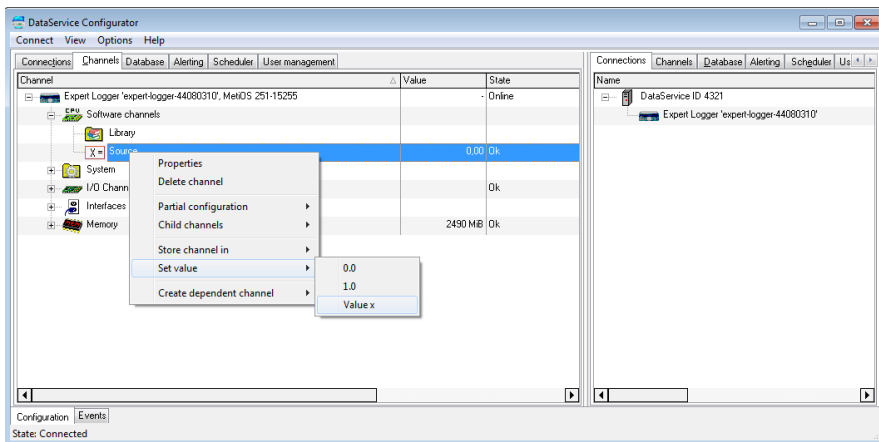 DataService Configurator
Connect View Options Help
Connections Channels Database Alerting Scheduler User management
Channel Value State
Expert Logger 'expert-logger-44080310', MetiOS 251-15255 - Online
CPU Software channels
Library
χ = Source 0,00 Ok
System
I/O Chann Ok
Interfaces
Memory 2490 MiB Ok
Properties
Delete channel
Partial configuration
Child channels
Store channel in
Set value
Create dependent channel
0.0
1.0
Value x
Connections Channels Database Alerting Scheduler Us
Name
DataService ID 4321
Expert Logger 'expert-logger-44080310'
Configuration Events
State: Connected